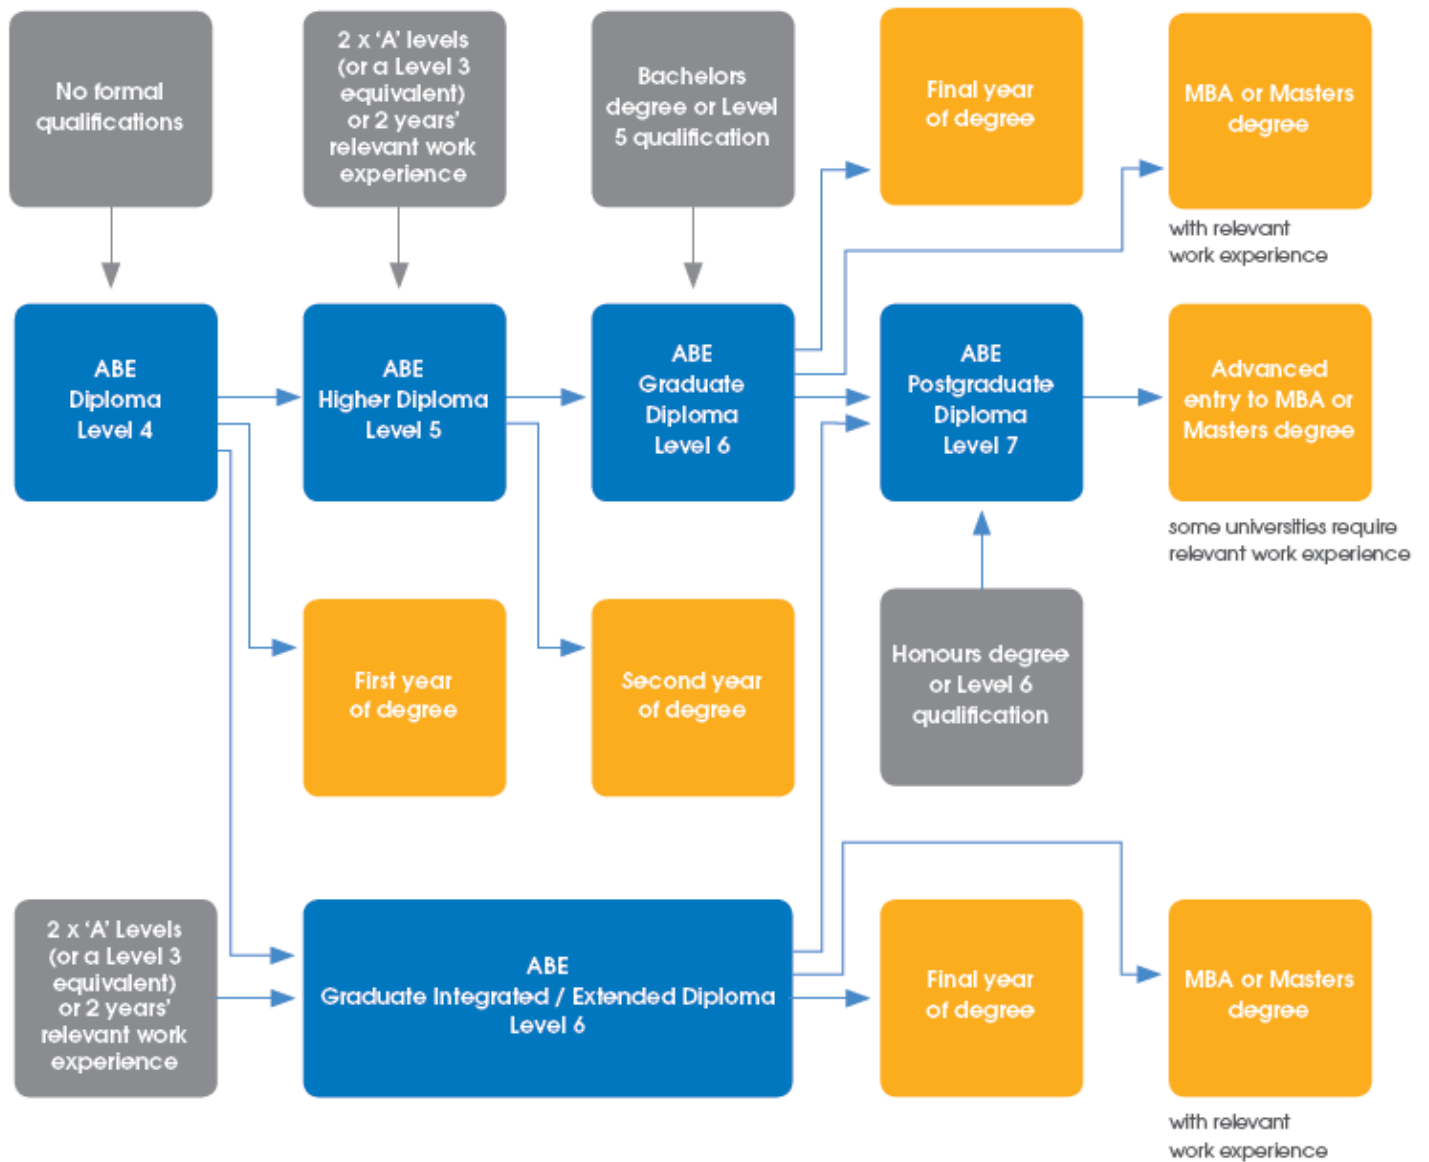 No formal
qualifications
2 x ‘A’ levels
(or a Level 3
equivalent)
or 2 years’
relevant work
experience
Bachelors
degree or Level
5 qualification
Final year
of degree
MBA or Masters
degree
with relevant
work experience
ABE
Diploma
Level 4
ABE
Higher Diploma
Level 5
ABE
Graduate
Diploma
Level 6
ABE
Postgraduate
Diploma
Level 7
Advanced
entry to MBA or
Masters degree
some universities require
relevant work experience
First year
of degree
Second year
of degree
Honours degree
or Level 6
qualification
2 x ‘A’ Levels
(or a Level 3
equivalent)
or 2 years’
relevant work
experience
ABE
Graduate Integrated / Extended Diploma
Level 6
Final year
of degree
MBA or Masters
degree
with relevant
work experience